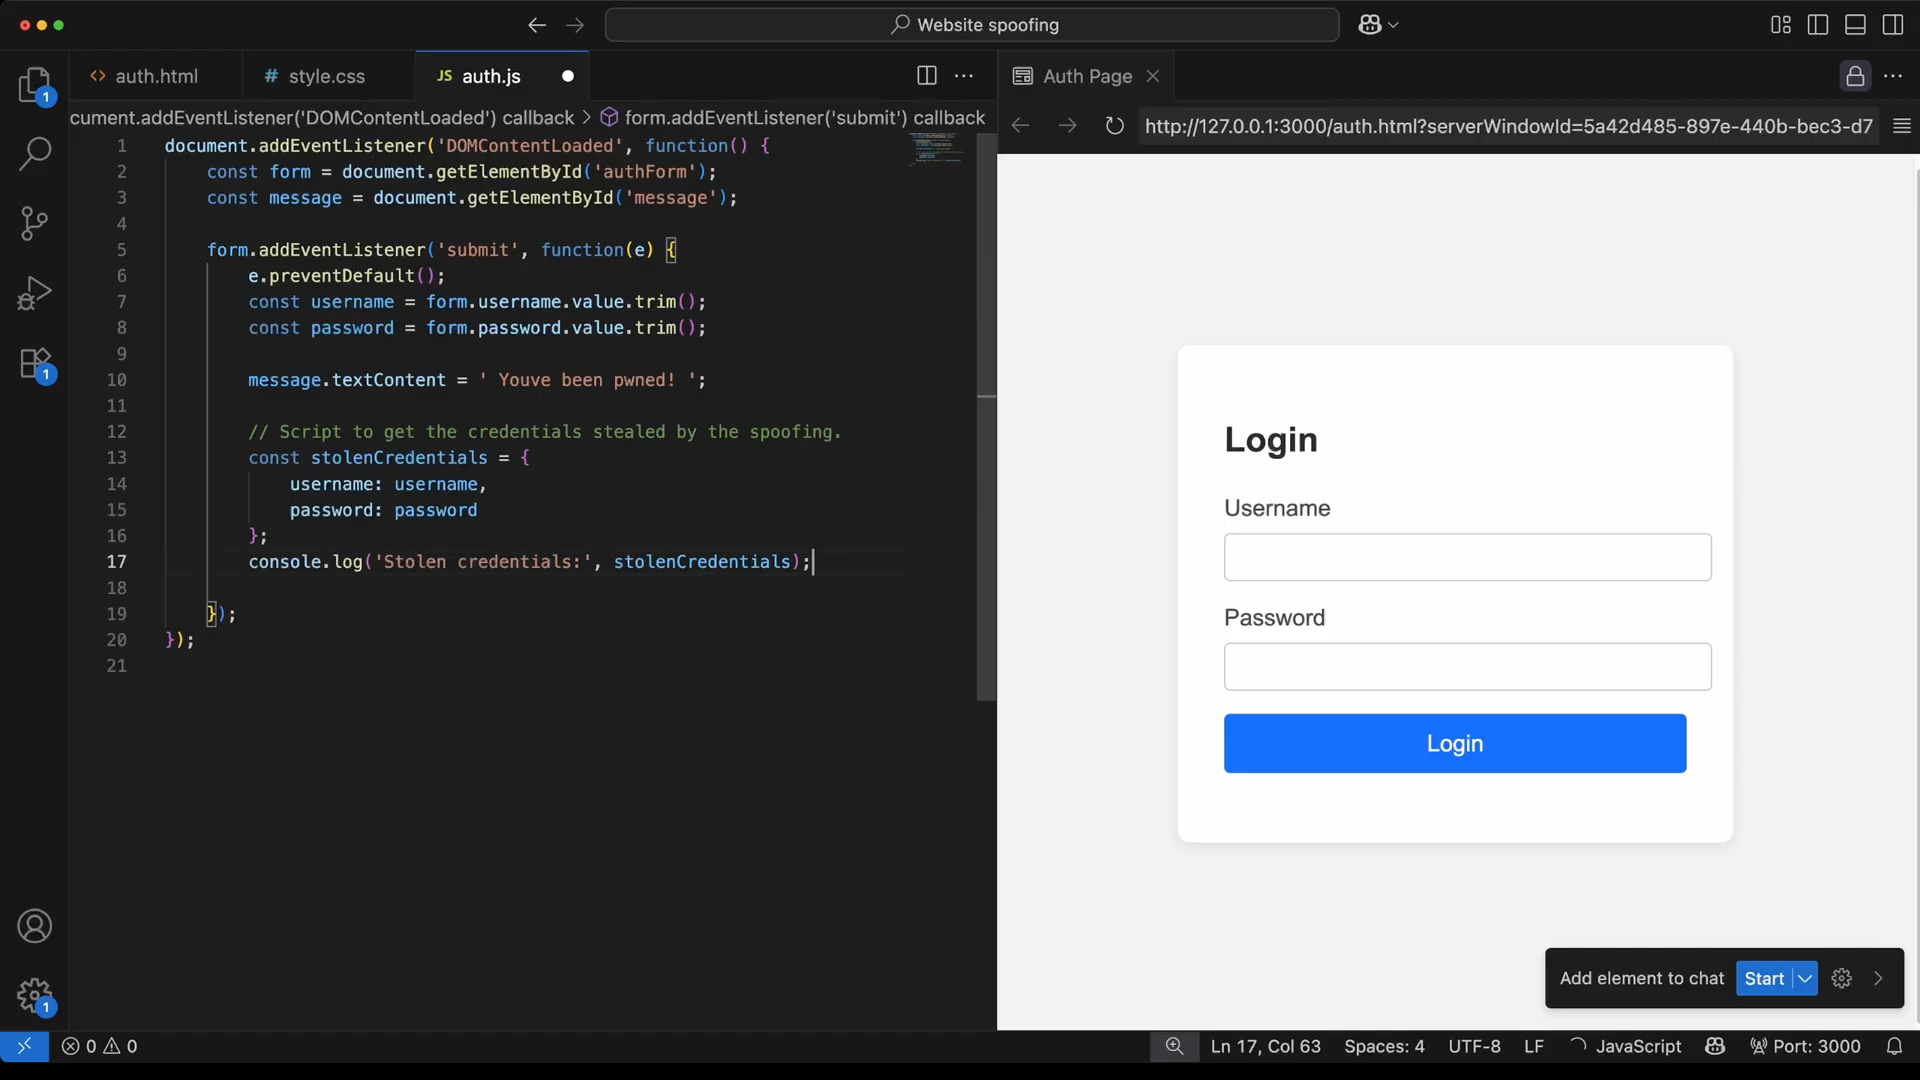 Website spoofing
<> auth.html
# style.css
JS auth.js
Auth Page
1
cument.addEventListener('DOMContentLoaded') callback > form.addEventListener('submit') callback
http://127.0.0.1:3000/auth.html?serverWindowId=5a42d485-897e-440b-bec3-d7
1 document.addEventListener('DOMContentLoaded', function() {
2 const form = document.getElementById('authForm');
3 const message = document.getElementById('message');
4
5 form.addEventListener('submit', function(e) {
6 e.preventDefault();
7 const username = form.username.value.trim();
8 const password = form.password.value.trim();
9
10 message.textContent = ' Youve been pwned! ';
11
12 // Script to get the credentials stealed by the spoofing.
13 const stolenCredentials = {
14 username: username,
15 password: password
16 };
17 console.log('Stolen credentials:', stolenCredentials);
18
19 });
20 });
21
1
1
Login
Username
Password
Login
Add element to chat Start
0 0
Ln 17, Col 63 Spaces: 4 UTF-8 LF JavaScript Port: 3000